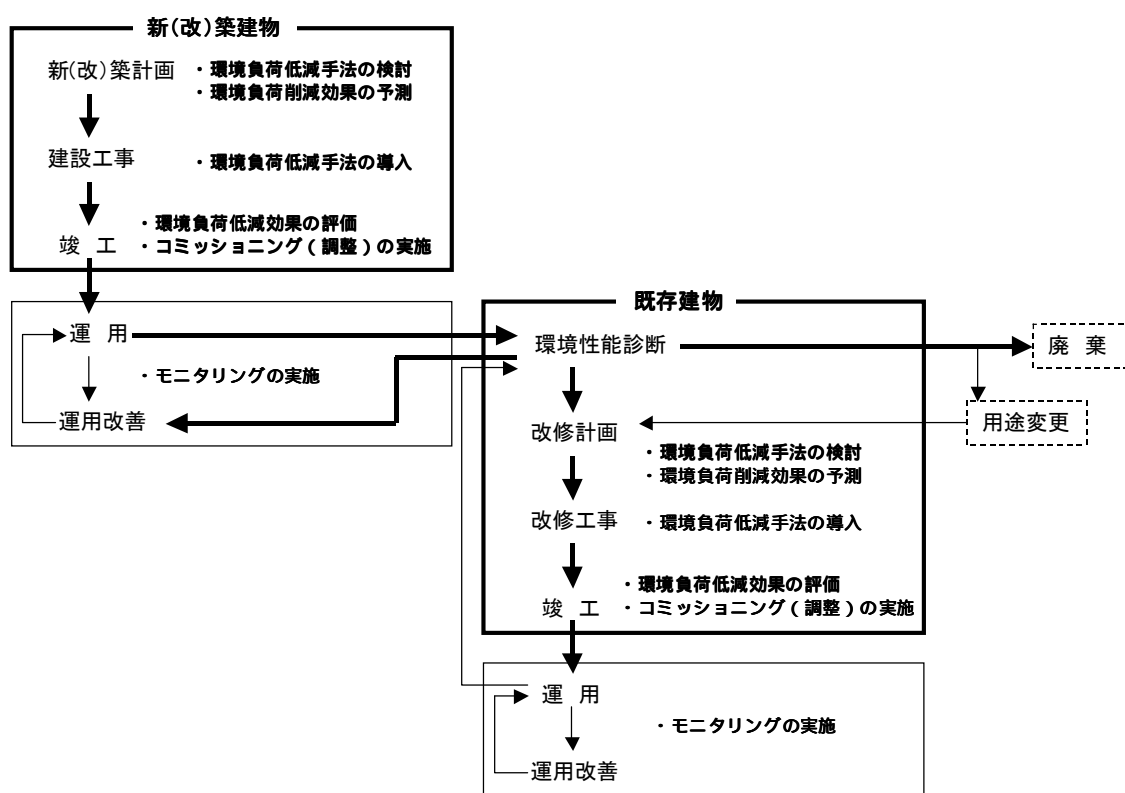 新(改)築建物
新(改)築計画
・環境負荷低減手法の検討
・環境負荷削減効果の予測
建設工事
・環境負荷低減手法の導入
竣 工
・環境負荷低減効果の評価
・コミッショニング(調整)の実施
運 用
・モニタリングの実施
運用改善
既存建物
環境性能診断
廃 棄
用途変更
改修計画
・環境負荷低減手法の検討
・環境負荷削減効果の予測
改修工事
・環境負荷低減手法の導入
竣 工
・環境負荷低減効果の評価
・コミッショニング(調整)の実施
運 用
・モニタリングの実施
運用改善